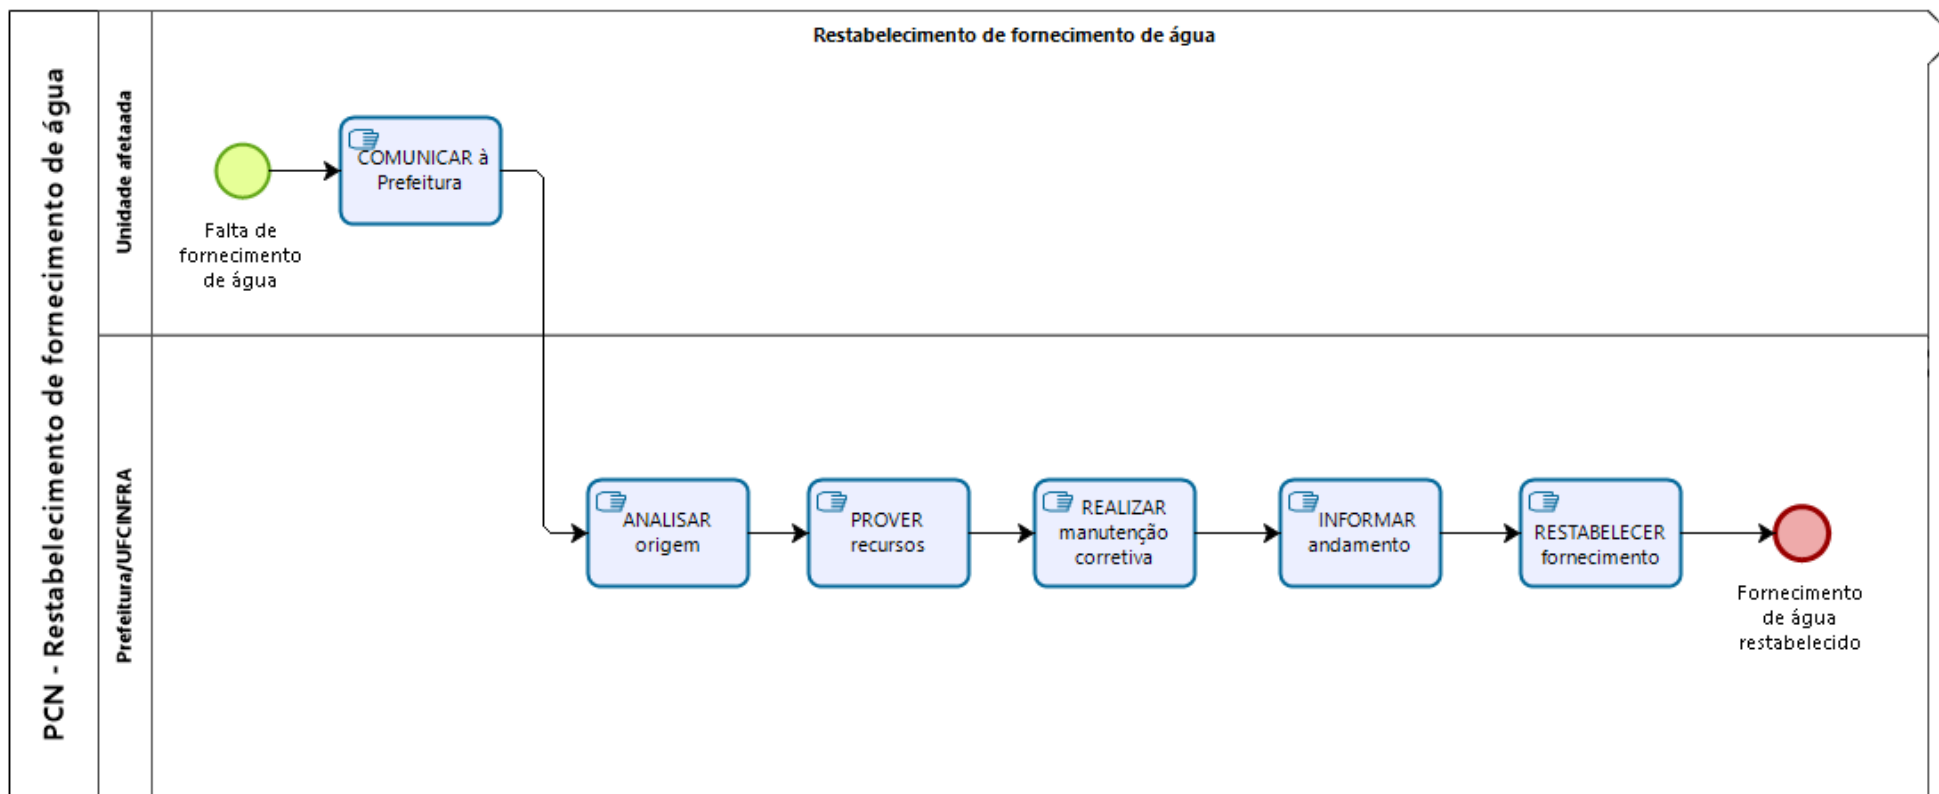 PCN - Restabelecimento de fornecimento de água
Restabelecimento de fornecimento de água
Unidade afetaada
Falta de
fornecimento
de água
COMUNICAR à
Prefeitura
Prefeitura/UFCINFRA
ANALISAR
origem
PROVER
recursos
REALIZAR
manutenção
corretiva
INFORMAR
andamento
RESTABELECER
fornecimento
Fornecimento
de água
restabelecido